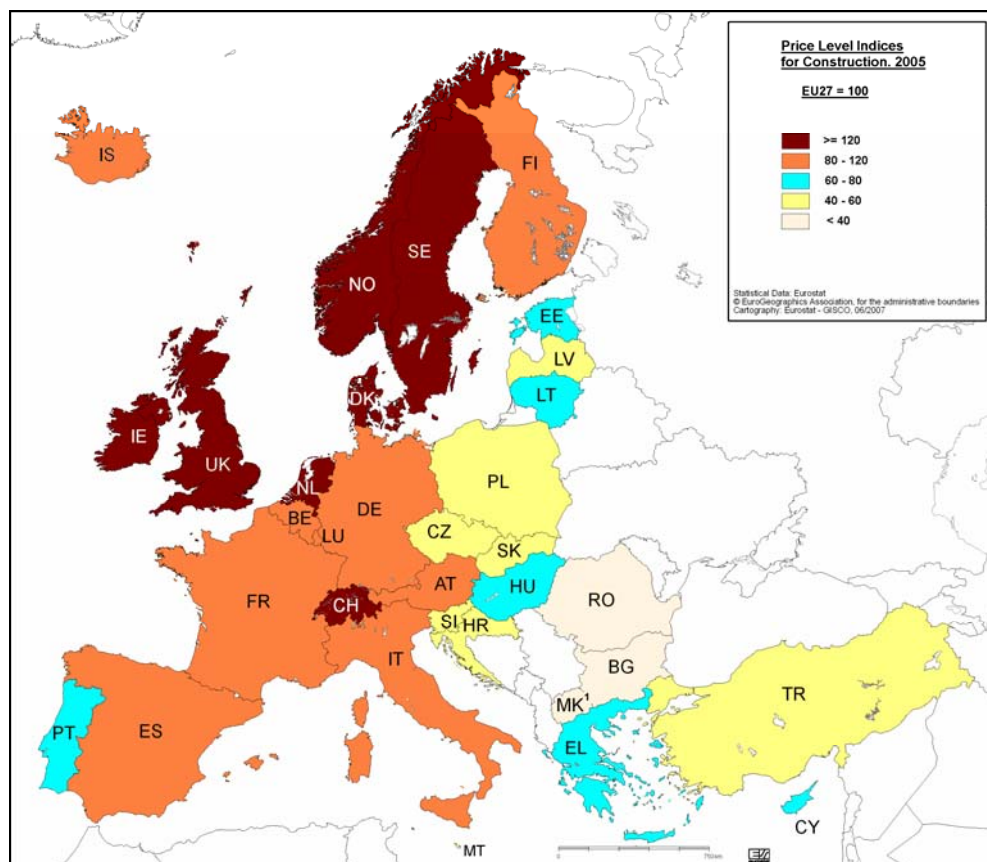 Price Level Indices
for Construction. 2005
EU27 = 100
>= 120
80 - 120
60 - 80
40 - 60
< 40
Statistical Data: Eurostat
© EuroGeographics Association, for the administrative boundaries
Cartography: Eurostat - GISCO, 06/2007
IS
FI
SE
NO
EE
LV
LT
DK
IE
UK
NL
PL
DE
BE
LU
CZ
SK
AT
HU
CH
FR
RO
SI
HR
IT
BG
MK¹
TR
PT
ES
EL
CY
MT
0
750 km